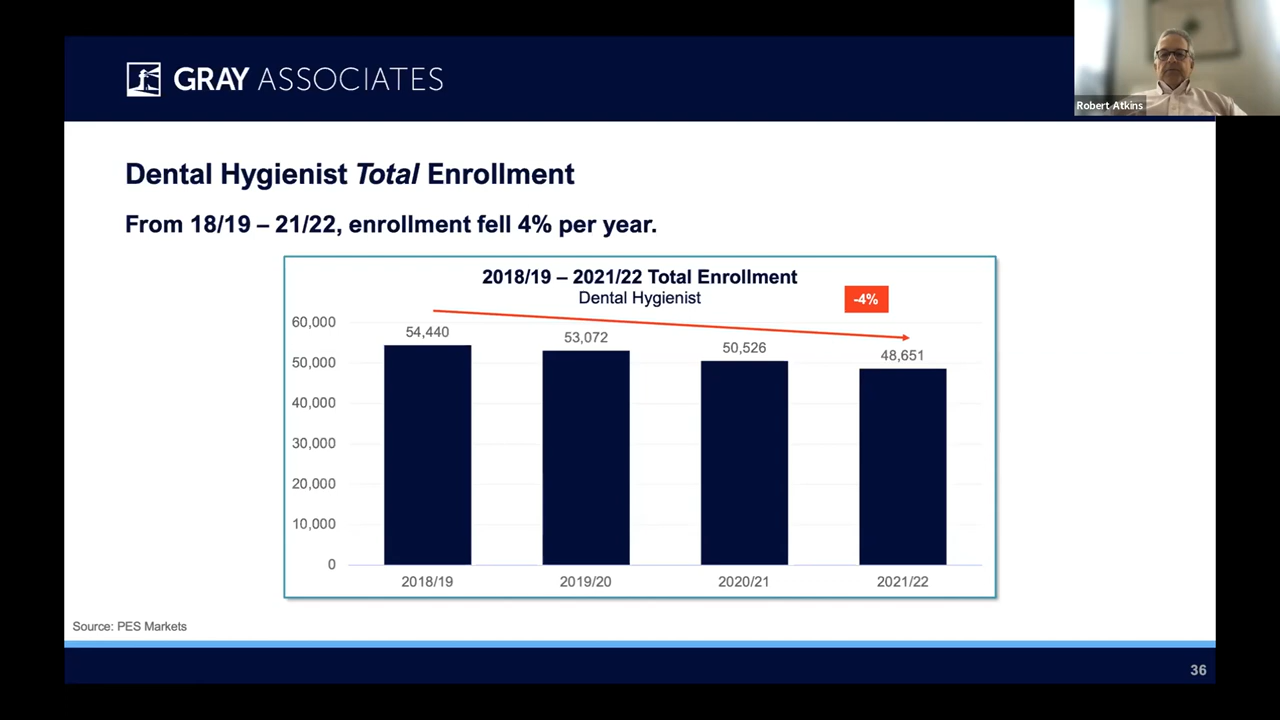 GRAY ASSOCIATES
Robert Atkins
Dental Hygienist Total Enrollment
From 18/19 – 21/22, enrollment fell 4% per year.
2018/19 – 2021/22 Total Enrollment
Dental Hygienist
-4%
60,000
50,000
40,000
30,000
20,000
10,000
0
54,440
53,072
50,526
48,651
2018/19
2019/20
2020/21
2021/22
Source: PES Markets
36